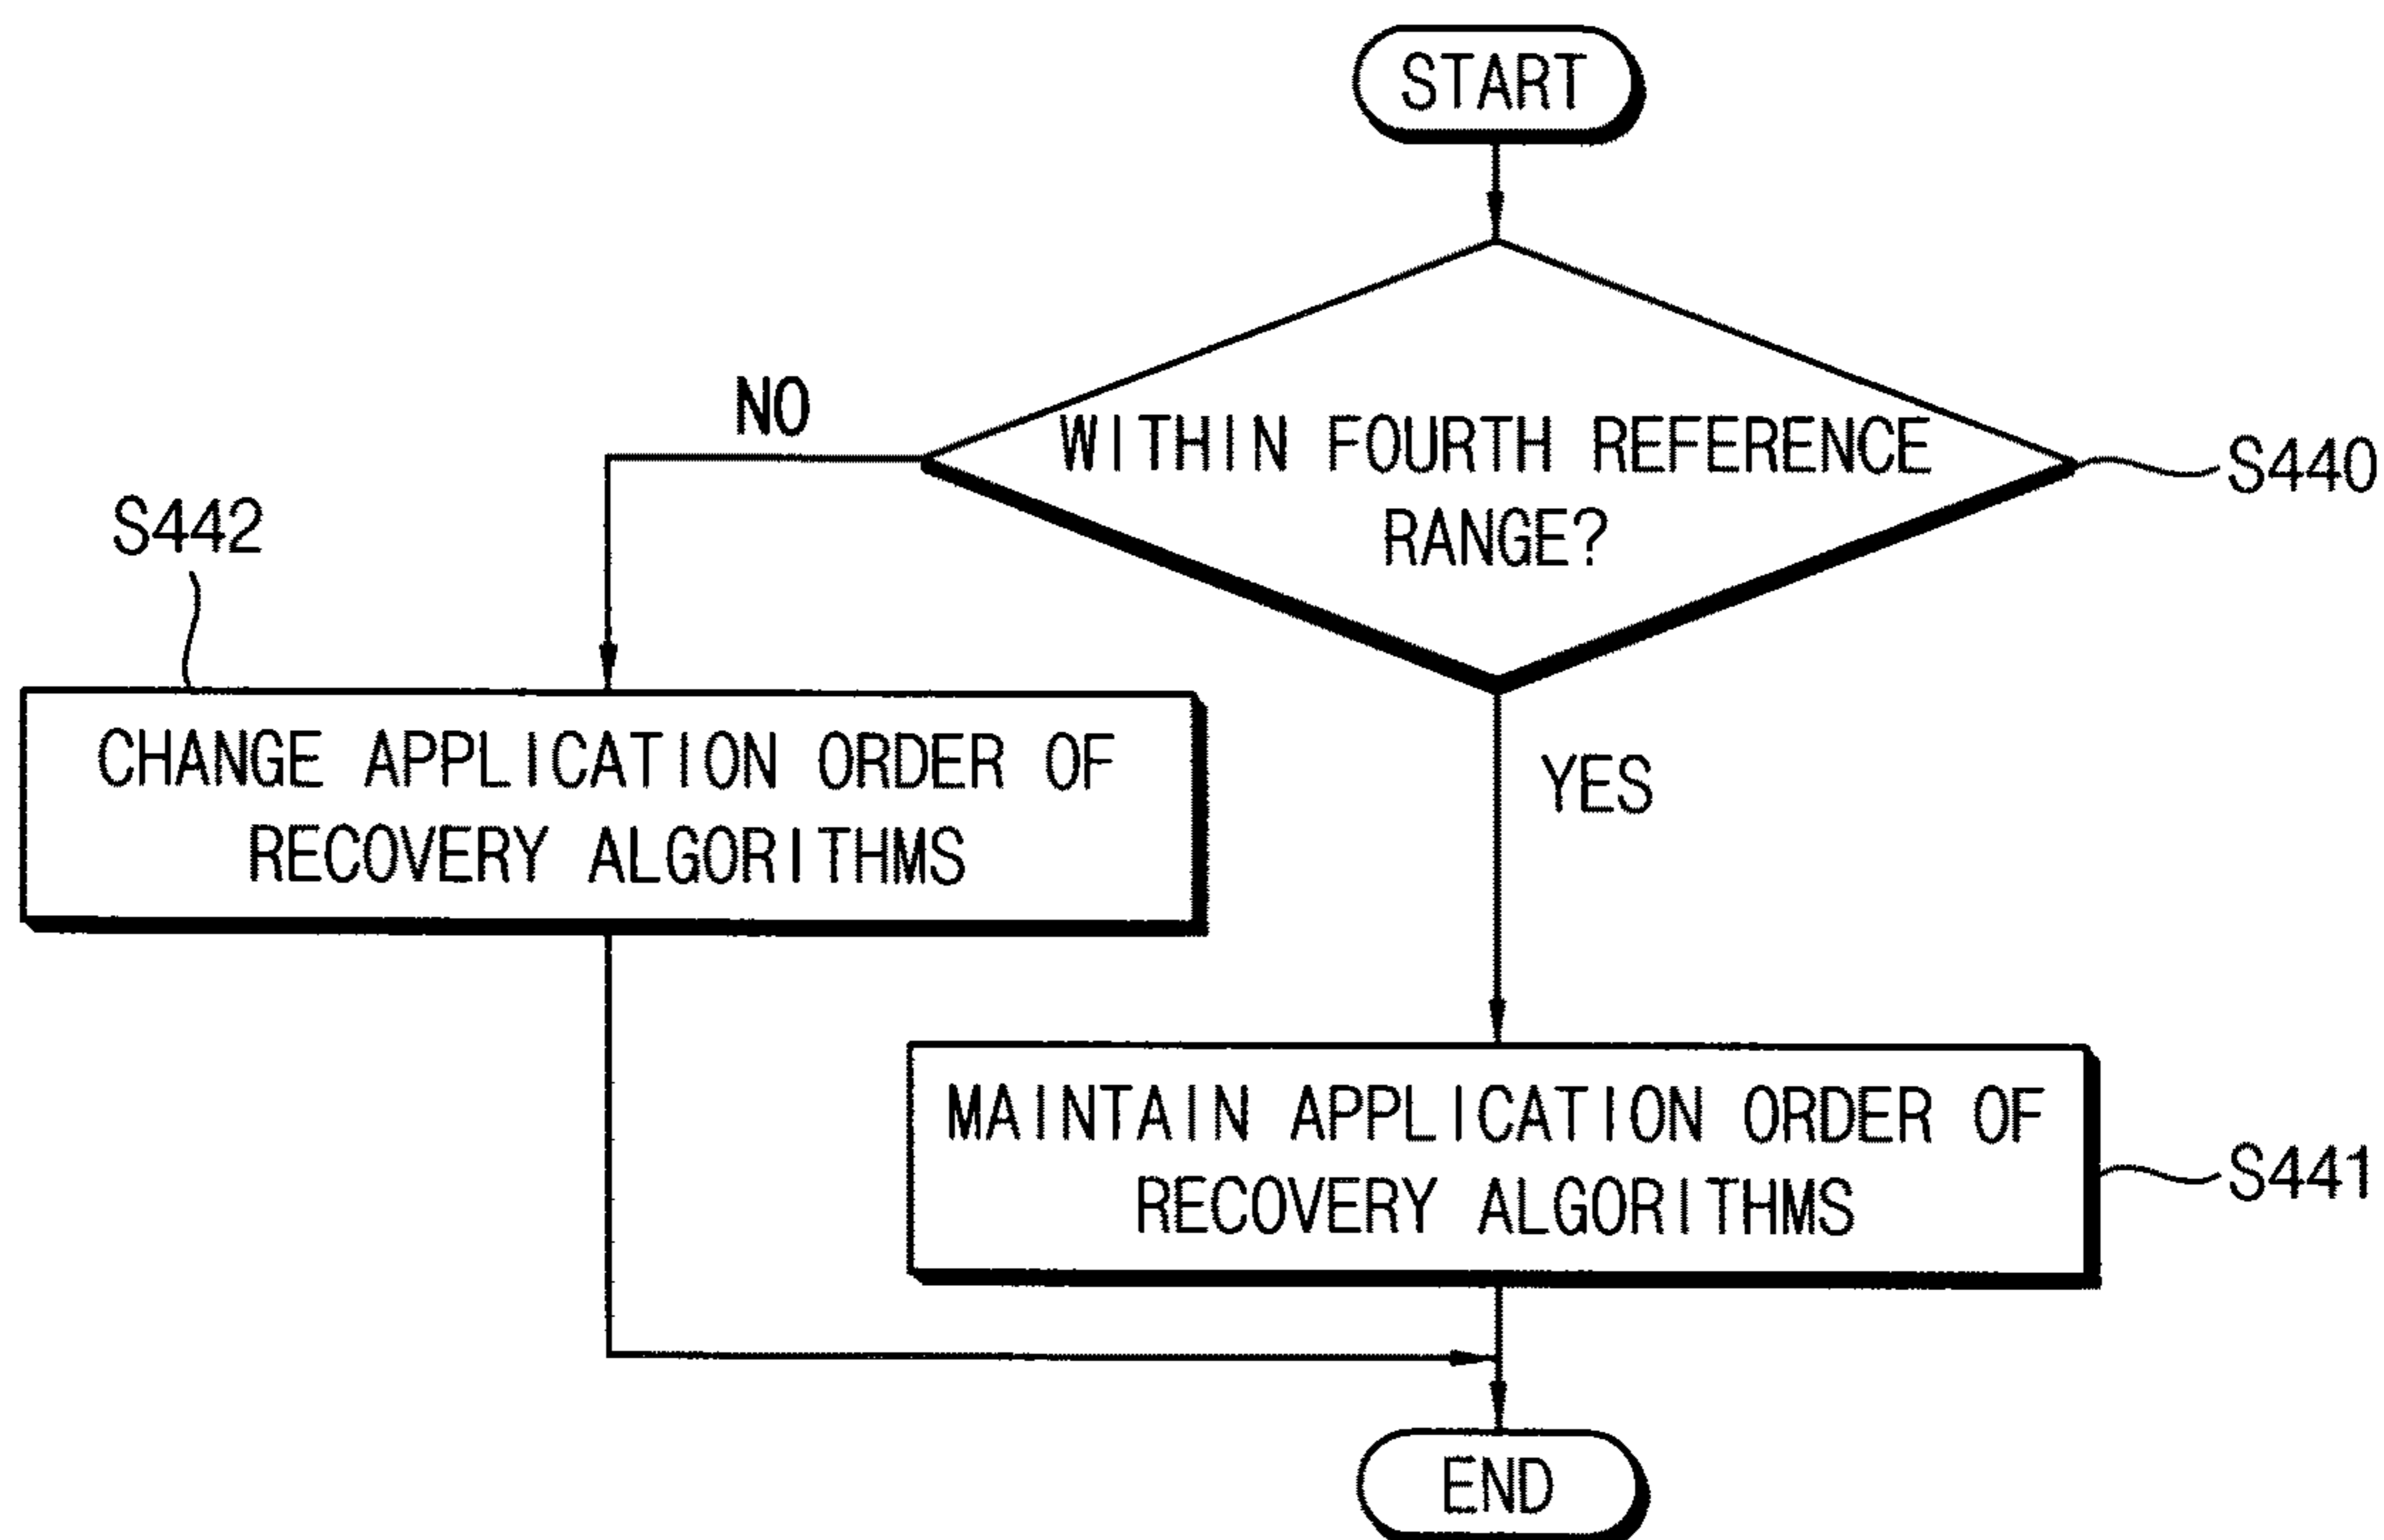 START
NO
WITHIN FOURTH REFERENCE
RANGE?
S440
S442
CHANGE APPLICATION ORDER OF
RECOVERY ALGORITHMS
YES
MAINTAIN APPLICATION ORDER OF
RECOVERY ALGORITHMS
S441
END